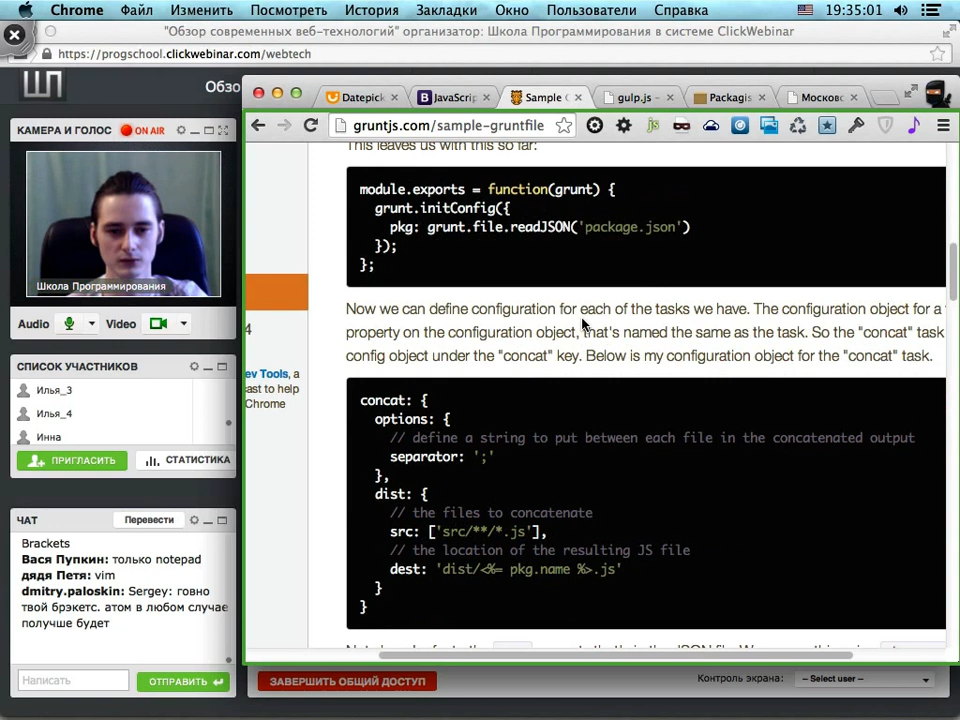 Chrome Файл Изменить Посмотреть История Закладки Окно Пользователи Справка 19:35:01
"Обзор современных веб-технологий" организатор: Школа Программирования в системе ClickWebinar
https://progschool.clickwebinar.com/webtech
ШП Обзо
Datepick JavaScrip Sample G gulp.js – Packagis Московс
gruntjs.com/sample-gruntfile
КАМЕРА И ГОЛОС ON AIR
Школа Программирования
Audio Video
СПИСОК УЧАСТНИКОВ
Илья_3
Илья_4
Инна
ПРИГЛАСИТЬ СТАТИСТИКА
ЧАТ Перевести
Brackets
Вася Пупкин: только notepad
дядя Петя: vim
dmitry.paloskin: Sergey: говно
твой брэкетс. атом в любом случае
получше будет
Написать ОТПРАВИТЬ
4
ev Tools, a
cast to help
Chrome
This leaves us with this so far:
module.exports = function(grunt) {
grunt.initConfig({
pkg: grunt.file.readJSON('package.json')
});
};
Now we can define configuration for each of the tasks we have. The configuration object for a
property on the configuration object, that's named the same as the task. So the "concat" task
config object under the "concat" key. Below is my configuration object for the "concat" task.
concat: {
options: {
// define a string to put between each file in the concatenated output
separator: ';'
},
dist: {
// the files to concatenate
src: ['src/**/*.js'],
// the location of the resulting JS file
dest: 'dist/<%= pkg.name %>.js'
}
}
ЗАВЕРШИТЬ ОБЩИЙ ДОСТУП
Контроль экрана: -- Select user --